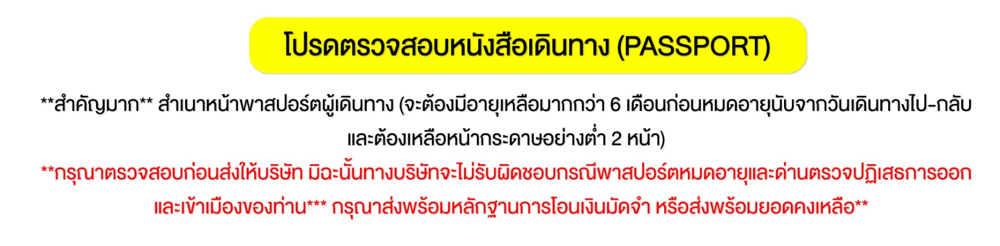 โปรดตรวจสอบหนังสือเดินทาง (PASSPORT)
**สำคัญมาก** สำเนาหน้าพาสปอร์ตผู้เดินทาง (จะต้องมีอายุเหลือมากกว่า 6 เดือนก่อนหมดอายุนับจากวันเดินทางไป-กลับ
และต้องเหลือหน้ากระดาษอย่างต่ำ 2 หน้า)
**กรุณาตรวจสอบก่อนส่งให้บริษัท มิฉะนั้นทางบริษัทจะไม่รับผิดชอบกรณีพาสปอร์ตหมดอายุและด่านตรวจปฏิเสธการออก
และเข้าเมืองของท่าน*** กรุณาส่งพร้อมหลักฐานการโอนเงินมัดจำ หรือส่งพร้อมยอดคงเหลือ**